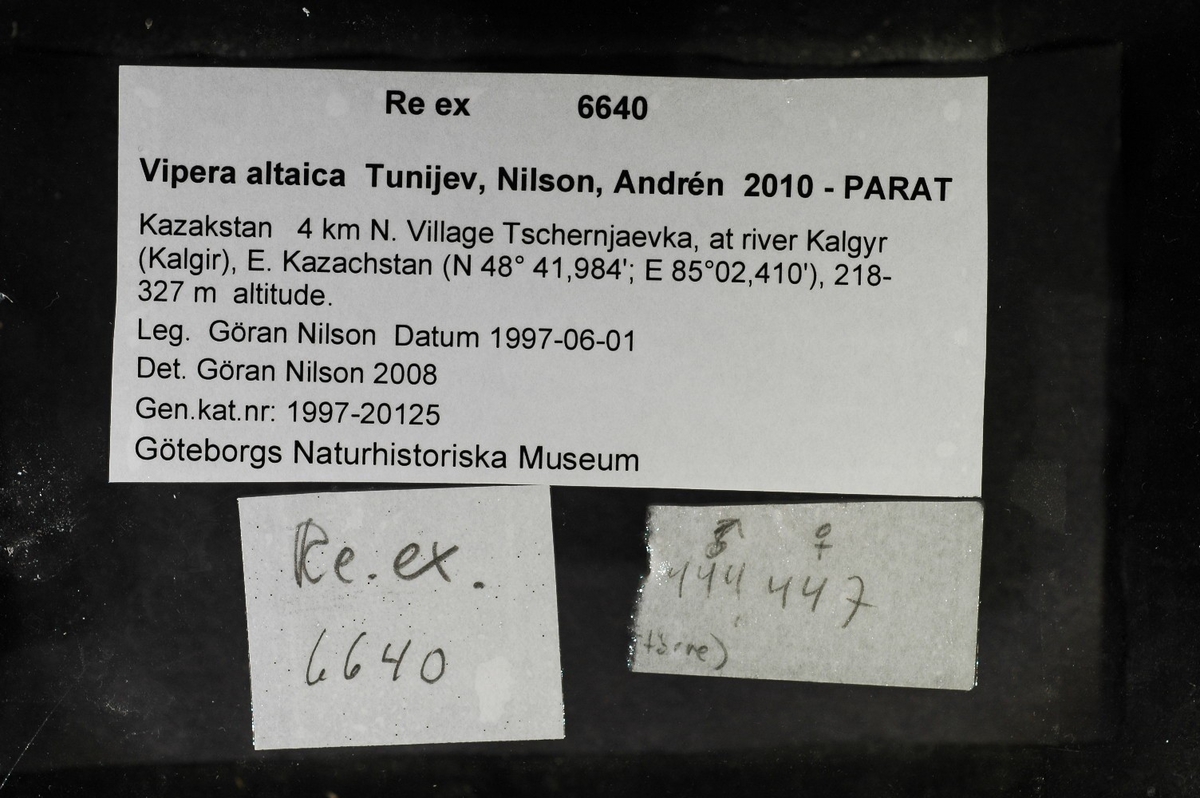 Re ex 6640
Vipera altaica Tunijev, Nilson, Andrén 2010 - PARAT
Kazakstan 4 km N. Village Tschernjaevka, at river Kalgyr
(Kalgir), E. Kazachstan (N 48° 41,984'; E 85°02,410'), 218-
327 m altitude.
Leg. Göran Nilson Datum 1997-06-01
Det. Göran Nilson 2008
Gen.kat.nr: 1997-20125
Göteborgs Naturhistoriska Museum
Re. ex.
6640
♂ ♀
444 447